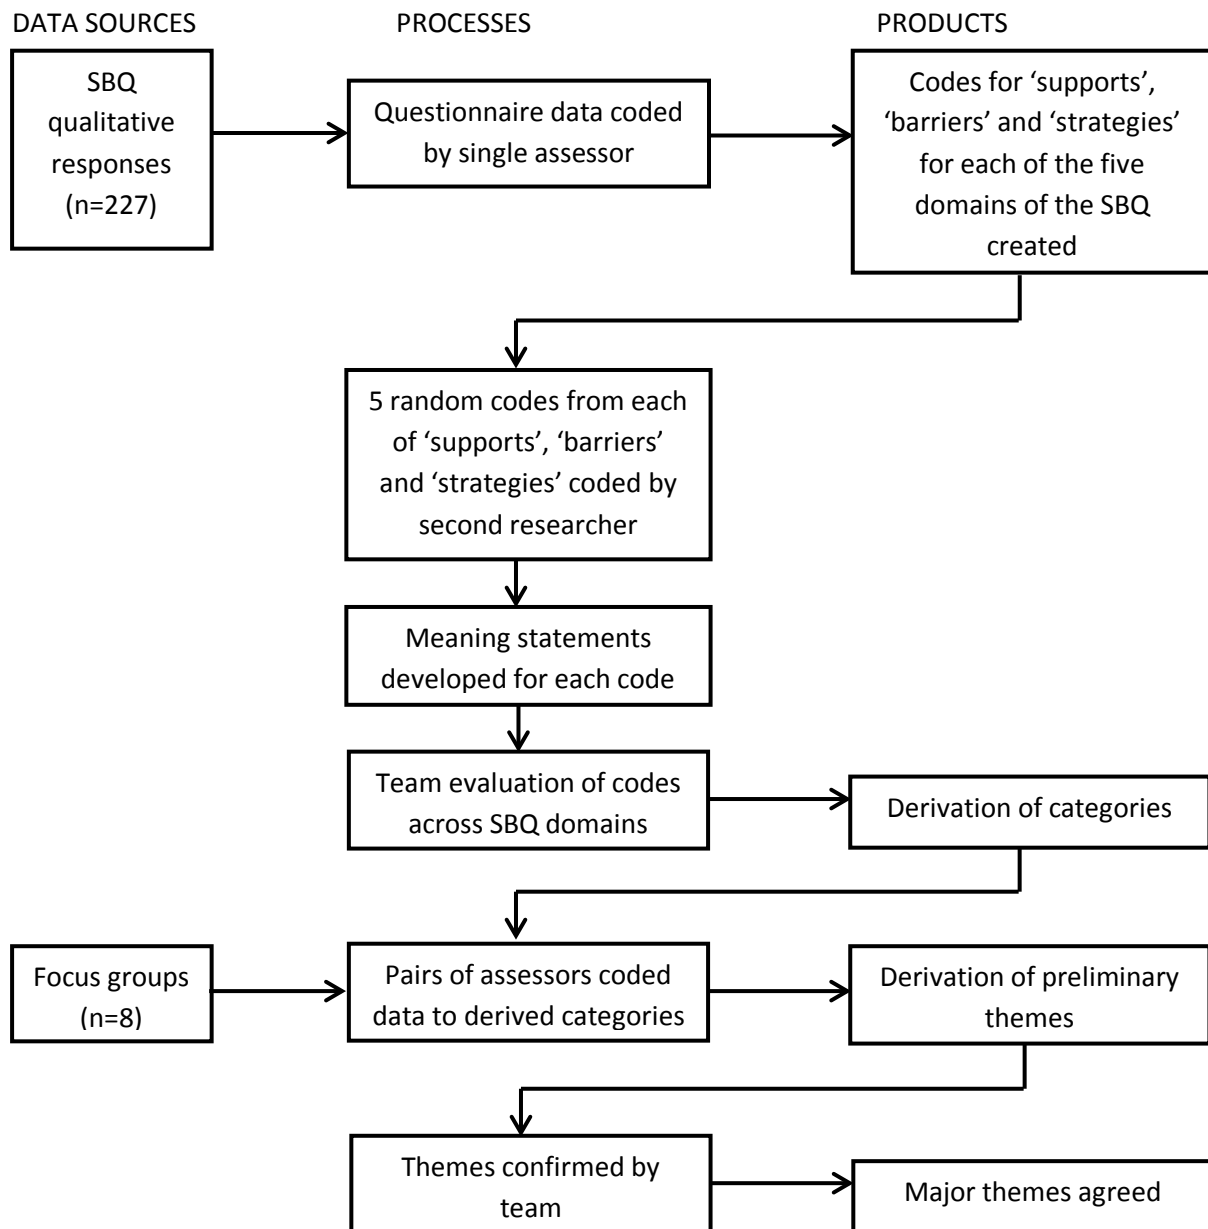 DATA SOURCES
PROCESSES
PRODUCTS
SBQ
qualitative
responses
(n=227)
Questionnaire data coded
by single assessor
Codes for ‘supports’,
‘barriers’ and ‘strategies’
for each of the five
domains of the SBQ
created
5 random codes from each
of ‘supports’, ‘barriers’
and ‘strategies’ coded by
second researcher
Meaning statements
developed for each code
Team evaluation of codes
across SBQ domains
Derivation of categories
Focus groups
(n=8)
Pairs of assessors coded
data to derived categories
Derivation of preliminary
themes
Themes confirmed by
team
Major themes agreed